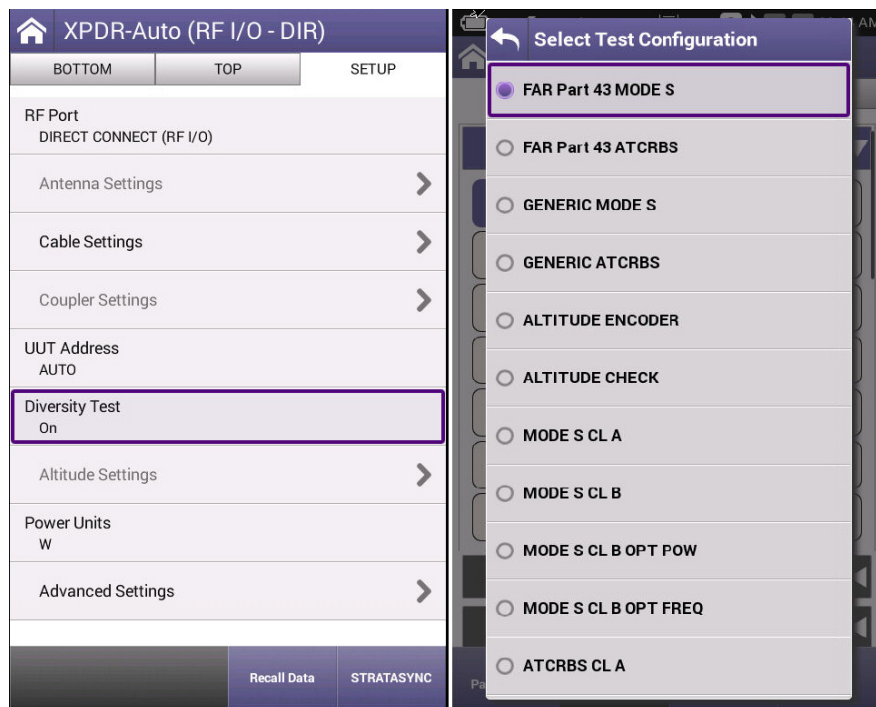 XPDR-Auto (RF I/O - DIR)
BOTTOM TOP SETUP
RF Port
DIRECT CONNECT (RF I/O)
Antenna Settings
Cable Settings
Coupler Settings
UUT Address
AUTO
Diversity Test
On
Altitude Settings
Power Units
W
Advanced Settings
Recall Data STRATASYNC
AM
Select Test Configuration
FAR Part 43 MODE S
FAR Part 43 ATCRBS
GENERIC MODE S
GENERIC ATCRBS
ALTITUDE ENCODER
ALTITUDE CHECK
MODE S CL A
MODE S CL B
MODE S CL B OPT POW
MODE S CL B OPT FREQ
ATCRBS CL A
Pa